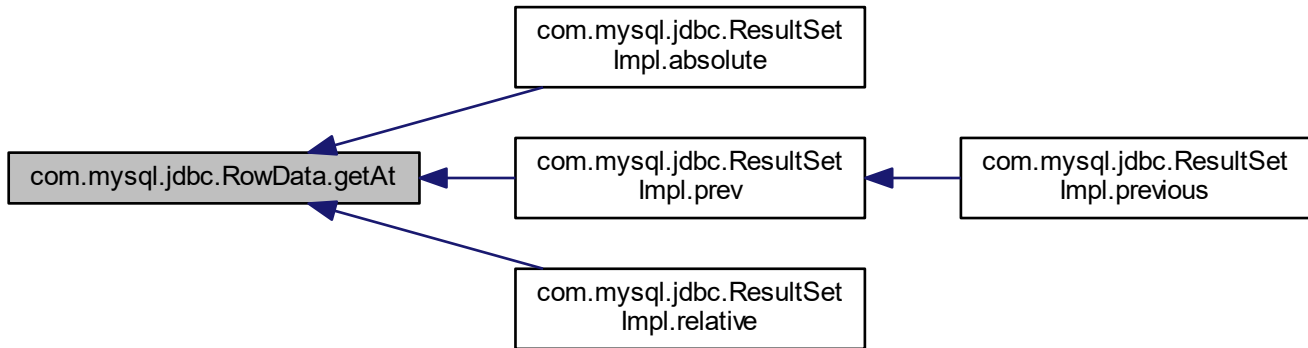 com.mysql.jdbc.ResultSet
Impl.absolute
com.mysql.jdbc.RowData.getAt
com.mysql.jdbc.ResultSet
Impl.prev
com.mysql.jdbc.ResultSet
Impl.previous
com.mysql.jdbc.ResultSet
Impl.relative